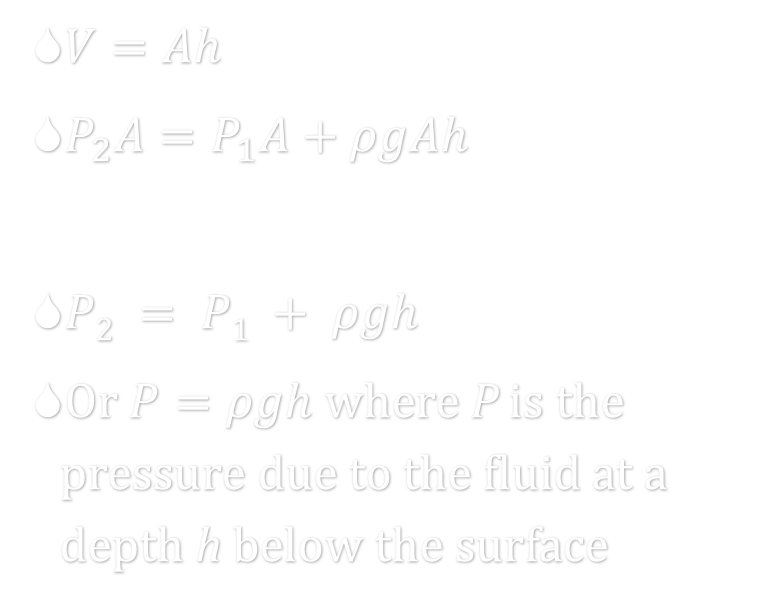 V = Ah
P₂A = P₁A + ρgAh
P₂ = P₁ + ρgh
Or P = ρgh where P is the
pressure due to the fluid at a
depth h below the surface